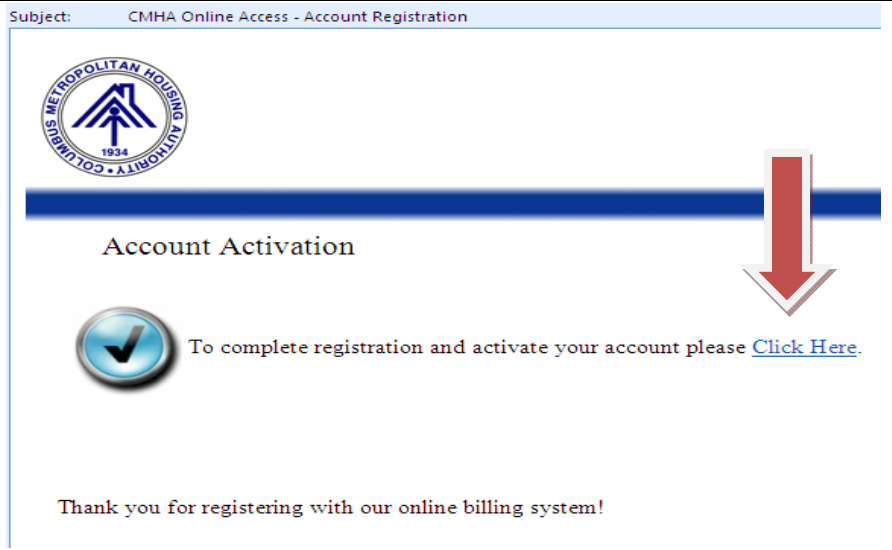 Subject: CMHA Online Access - Account Registration
COLUMBUS METROPOLITAN HOUSING AUTHORITY
1934
Account Activation
To complete registration and activate your account please Click Here.
Thank you for registering with our online billing system!